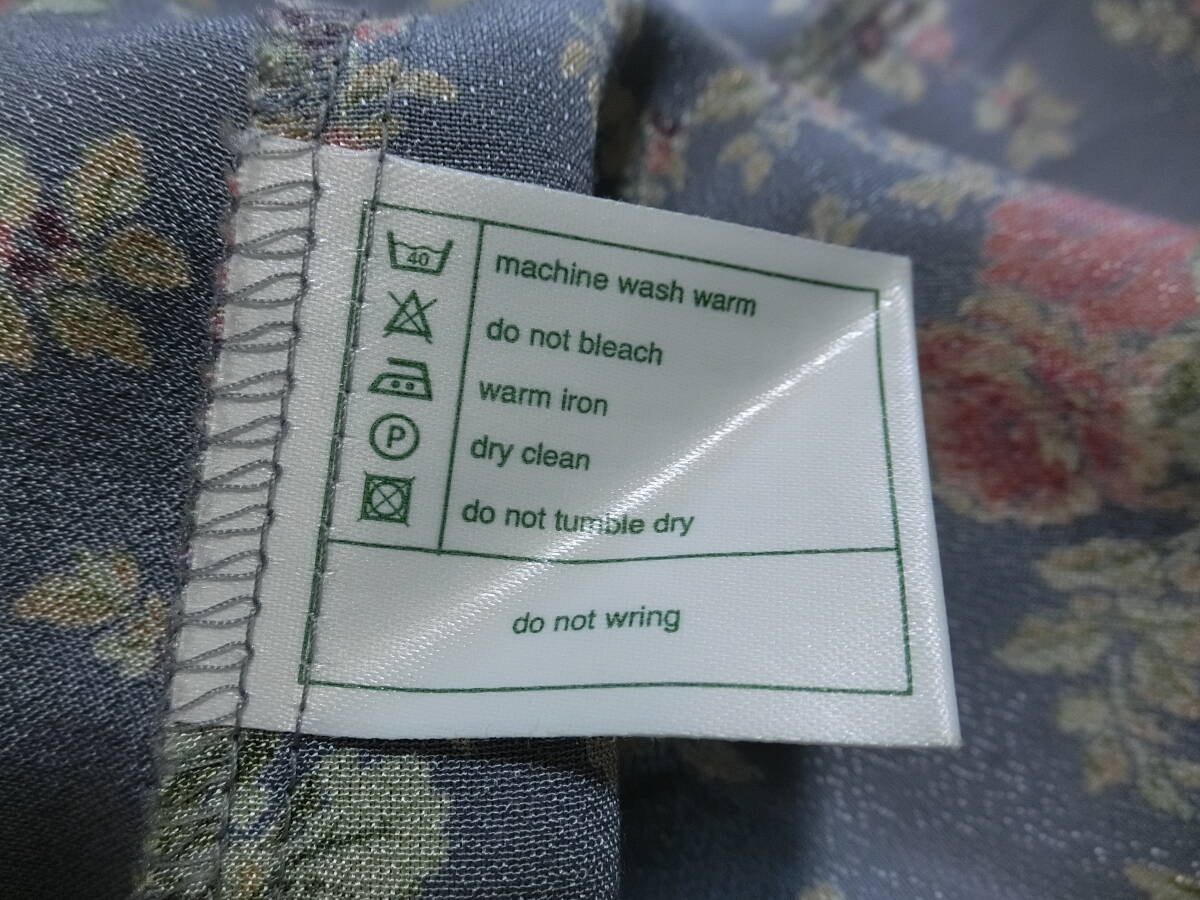 40 machine wash warm
do not bleach
warm iron
P dry clean
do not tumble dry
do not wring